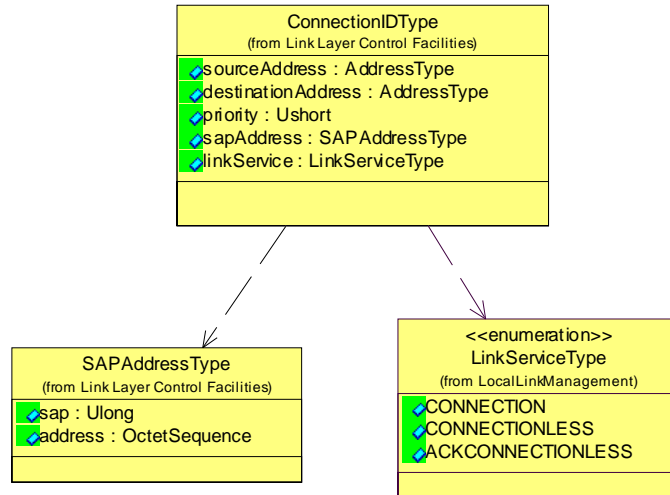 ConnectionIDType
(from Link Layer Control Facilities)
sourceAddress : AddressType
destinationAddress : AddressType
priority : Ushort
sapAddress : SAPAddressType
linkService : LinkServiceType
SAPAddressType
(from Link Layer Control Facilities)
sap : Ulong
address : OctetSequence
<<enumeration>>
LinkServiceType
(from LocalLinkManagement)
CONNECTION
CONNECTIONLESS
ACKCONNECTIONLESS